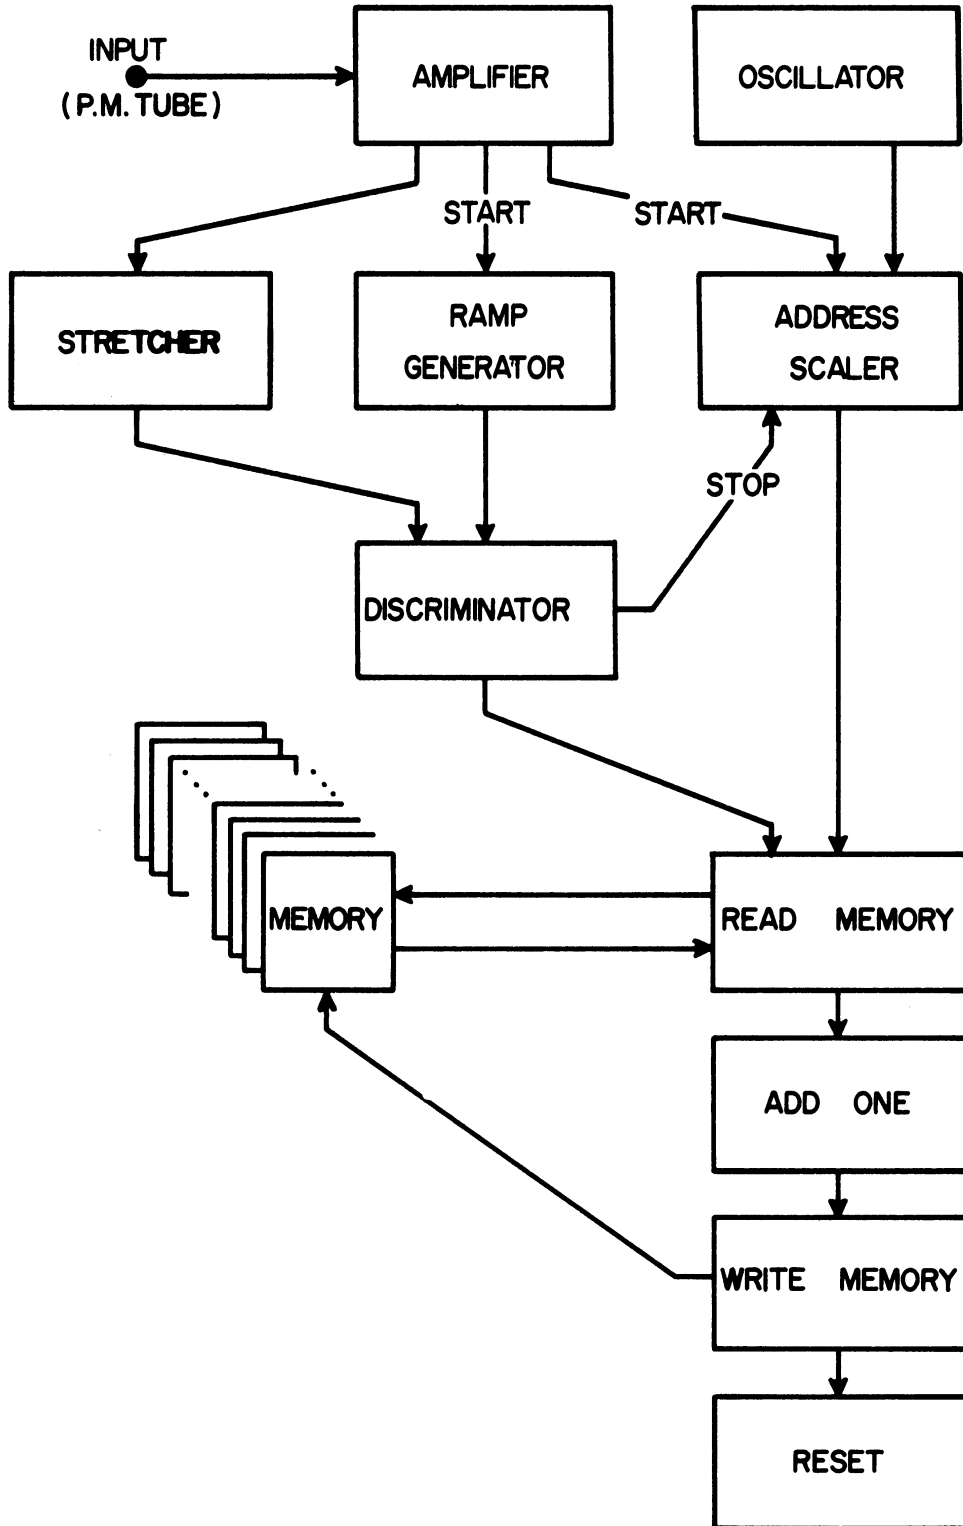 INPUT
(P.M. TUBE)
AMPLIFIER
OSCILLATOR
START
START
STRETCHER
RAMP
GENERATOR
ADDRESS
SCALER
STOP
DISCRIMINATOR
MEMORY
READ MEMORY
ADD ONE
WRITE MEMORY
RESET